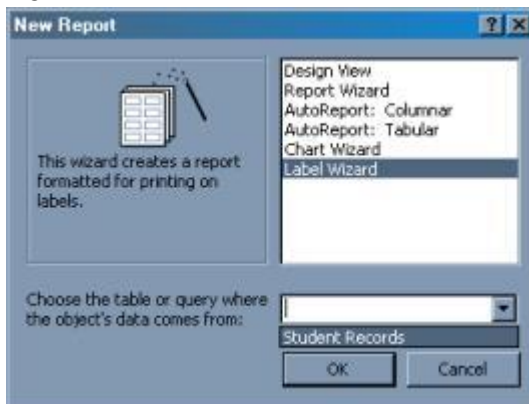 New Report
Design View
Report Wizard
AutoReport: Columnar
AutoReport: Tabular
Chart Wizard
Label Wizard
This wizard creates a report
formatted for printing on
labels.
Choose the table or query where
the object's data comes from:
Student Records
OK
Cancel